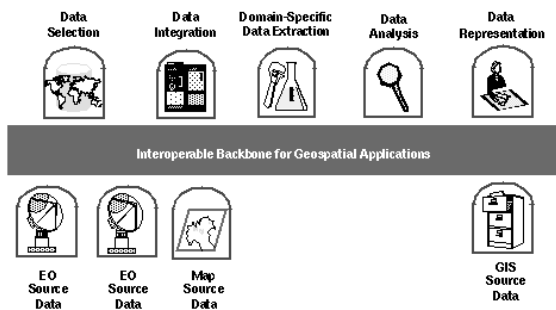 Data
Selection
Data
Integration
Domain-Specific
Data Extraction
Data
Analysis
Data
Representation
Interoperable Backbone for Geospatial Applications
EO
Source
Data
EO
Source
Data
Map
Source
Data
GIS
Source
Data